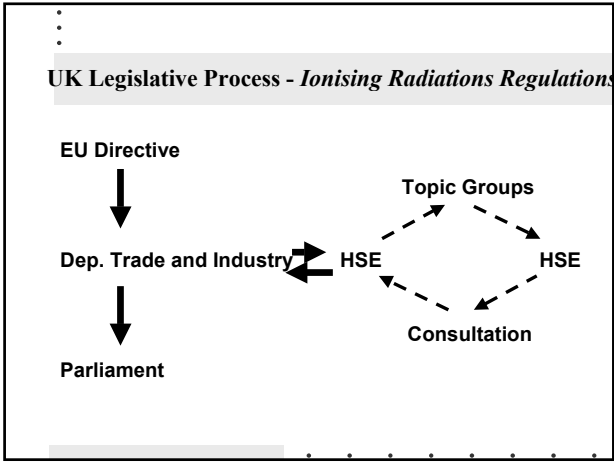 UK Legislative Process - Ionising Radiations Regulations
EU Directive
Topic Groups
Dep. Trade and Industry
HSE
HSE
Consultation
Parliament